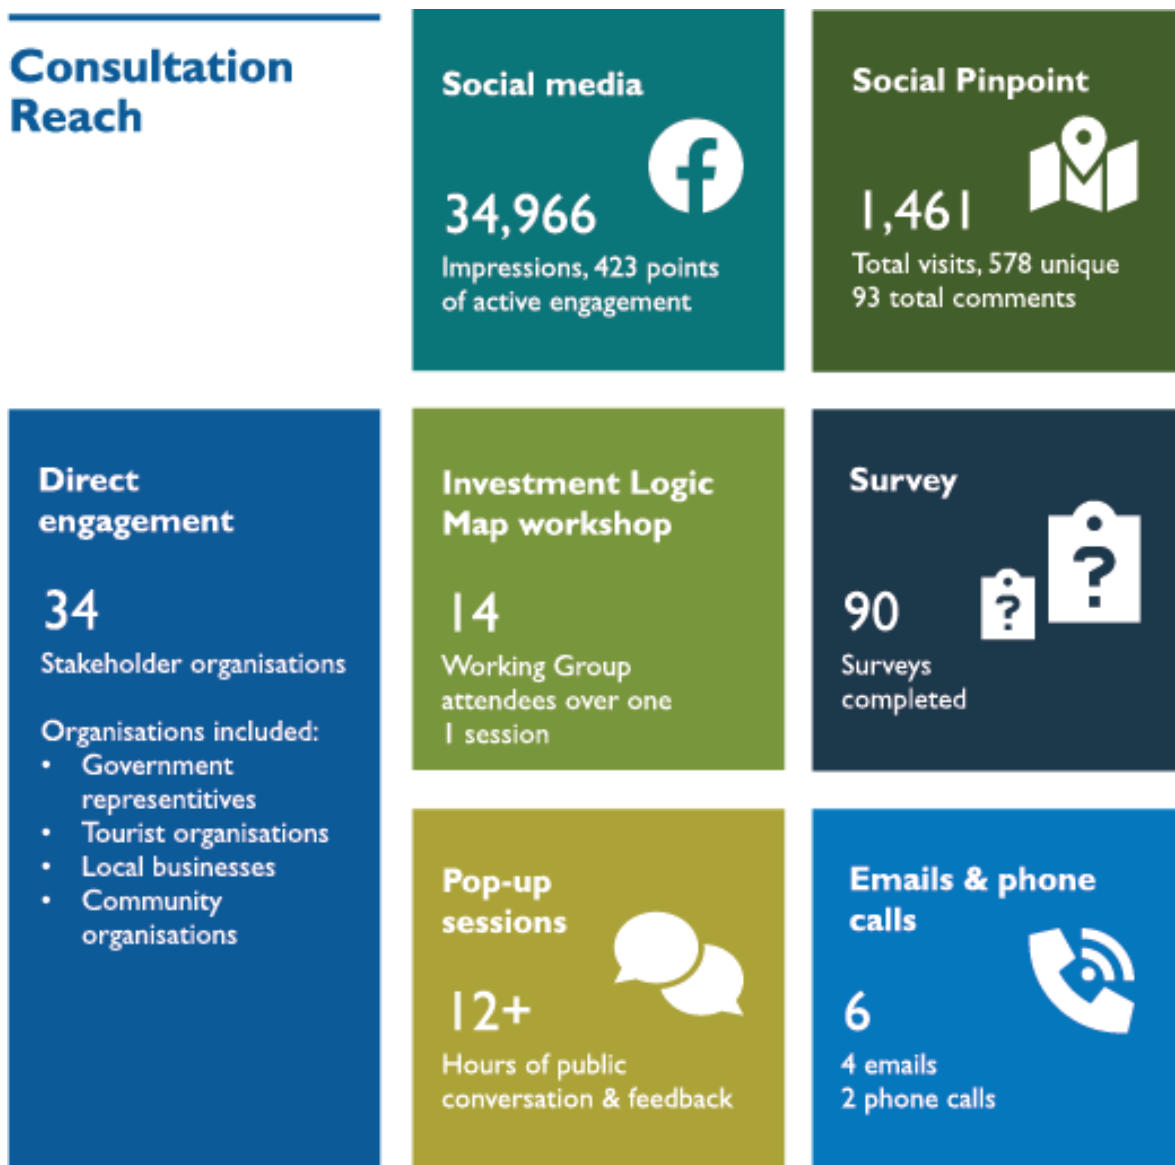 Consultation
Reach
Social media
34,966
Impressions, 423 points
of active engagement
Social Pinpoint
1,461
Total visits, 578 unique
93 total comments
Direct
engagement
34
Stakeholder organisations
Organisations included:
• Government
representitives
• Tourist organisations
• Local businesses
• Community
organisations
Investment Logic
Map workshop
14
Working Group
attendees over one
1 session
Survey
? ?
90
Surveys
completed
Pop-up
sessions
12+
Hours of public
conversation & feedback
Emails & phone
calls
6
4 emails
2 phone calls